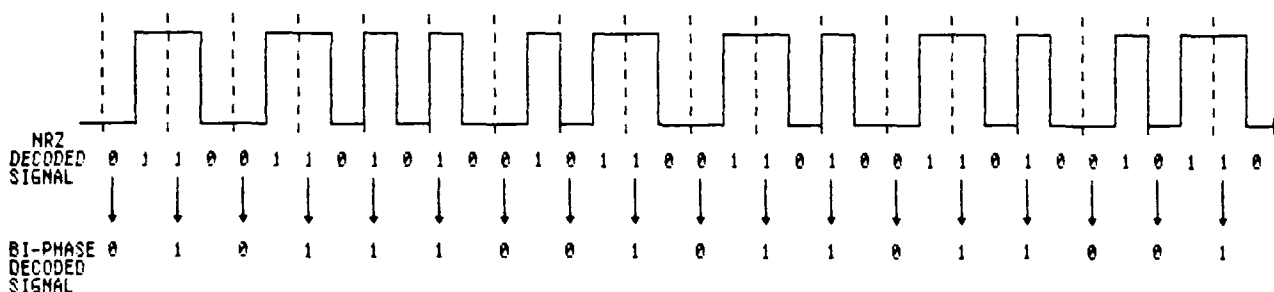 NRZ
DECODED 0 1 1 0 0 1 1 0 1 0 1 0 0 1 0 1 1 0 0 1 1 0 1 0 0 1 1 0 1 0 0 1 0 1 1 0
SIGNAL
BI-PHASE 0 1 0 1 1 1 0 0 1 0 1 1 0 1 1 0 0 1
DECODED
SIGNAL